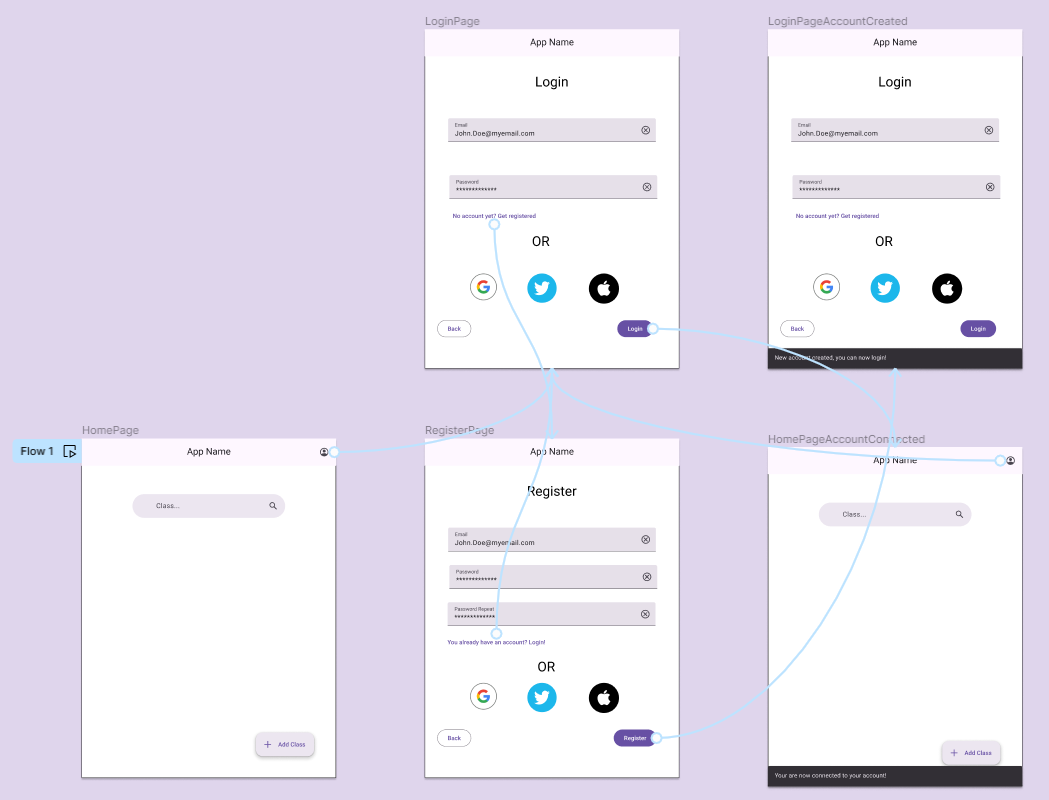 LoginPage
App Name
Login
Email
John.Doe@myemail.com
Password
*************
No account yet? Get registered
OR
Back
Login
LoginPageAccountCreated
App Name
Login
Email
John.Doe@myemail.com
Password
*************
No account yet? Get registered
OR
Back
Login
New account created, you can now login!
Flow 1
HomePage
App Name
Class...
+ Add Class
RegisterPage
App Name
Register
Email
John.Doe@myemail.com
Password
*************
Password Repeat
*************
You already have an account? Login!
OR
Back
Register
HomePageAccountConnected
App Name
Class...
+ Add Class
Your are now connected to your account!